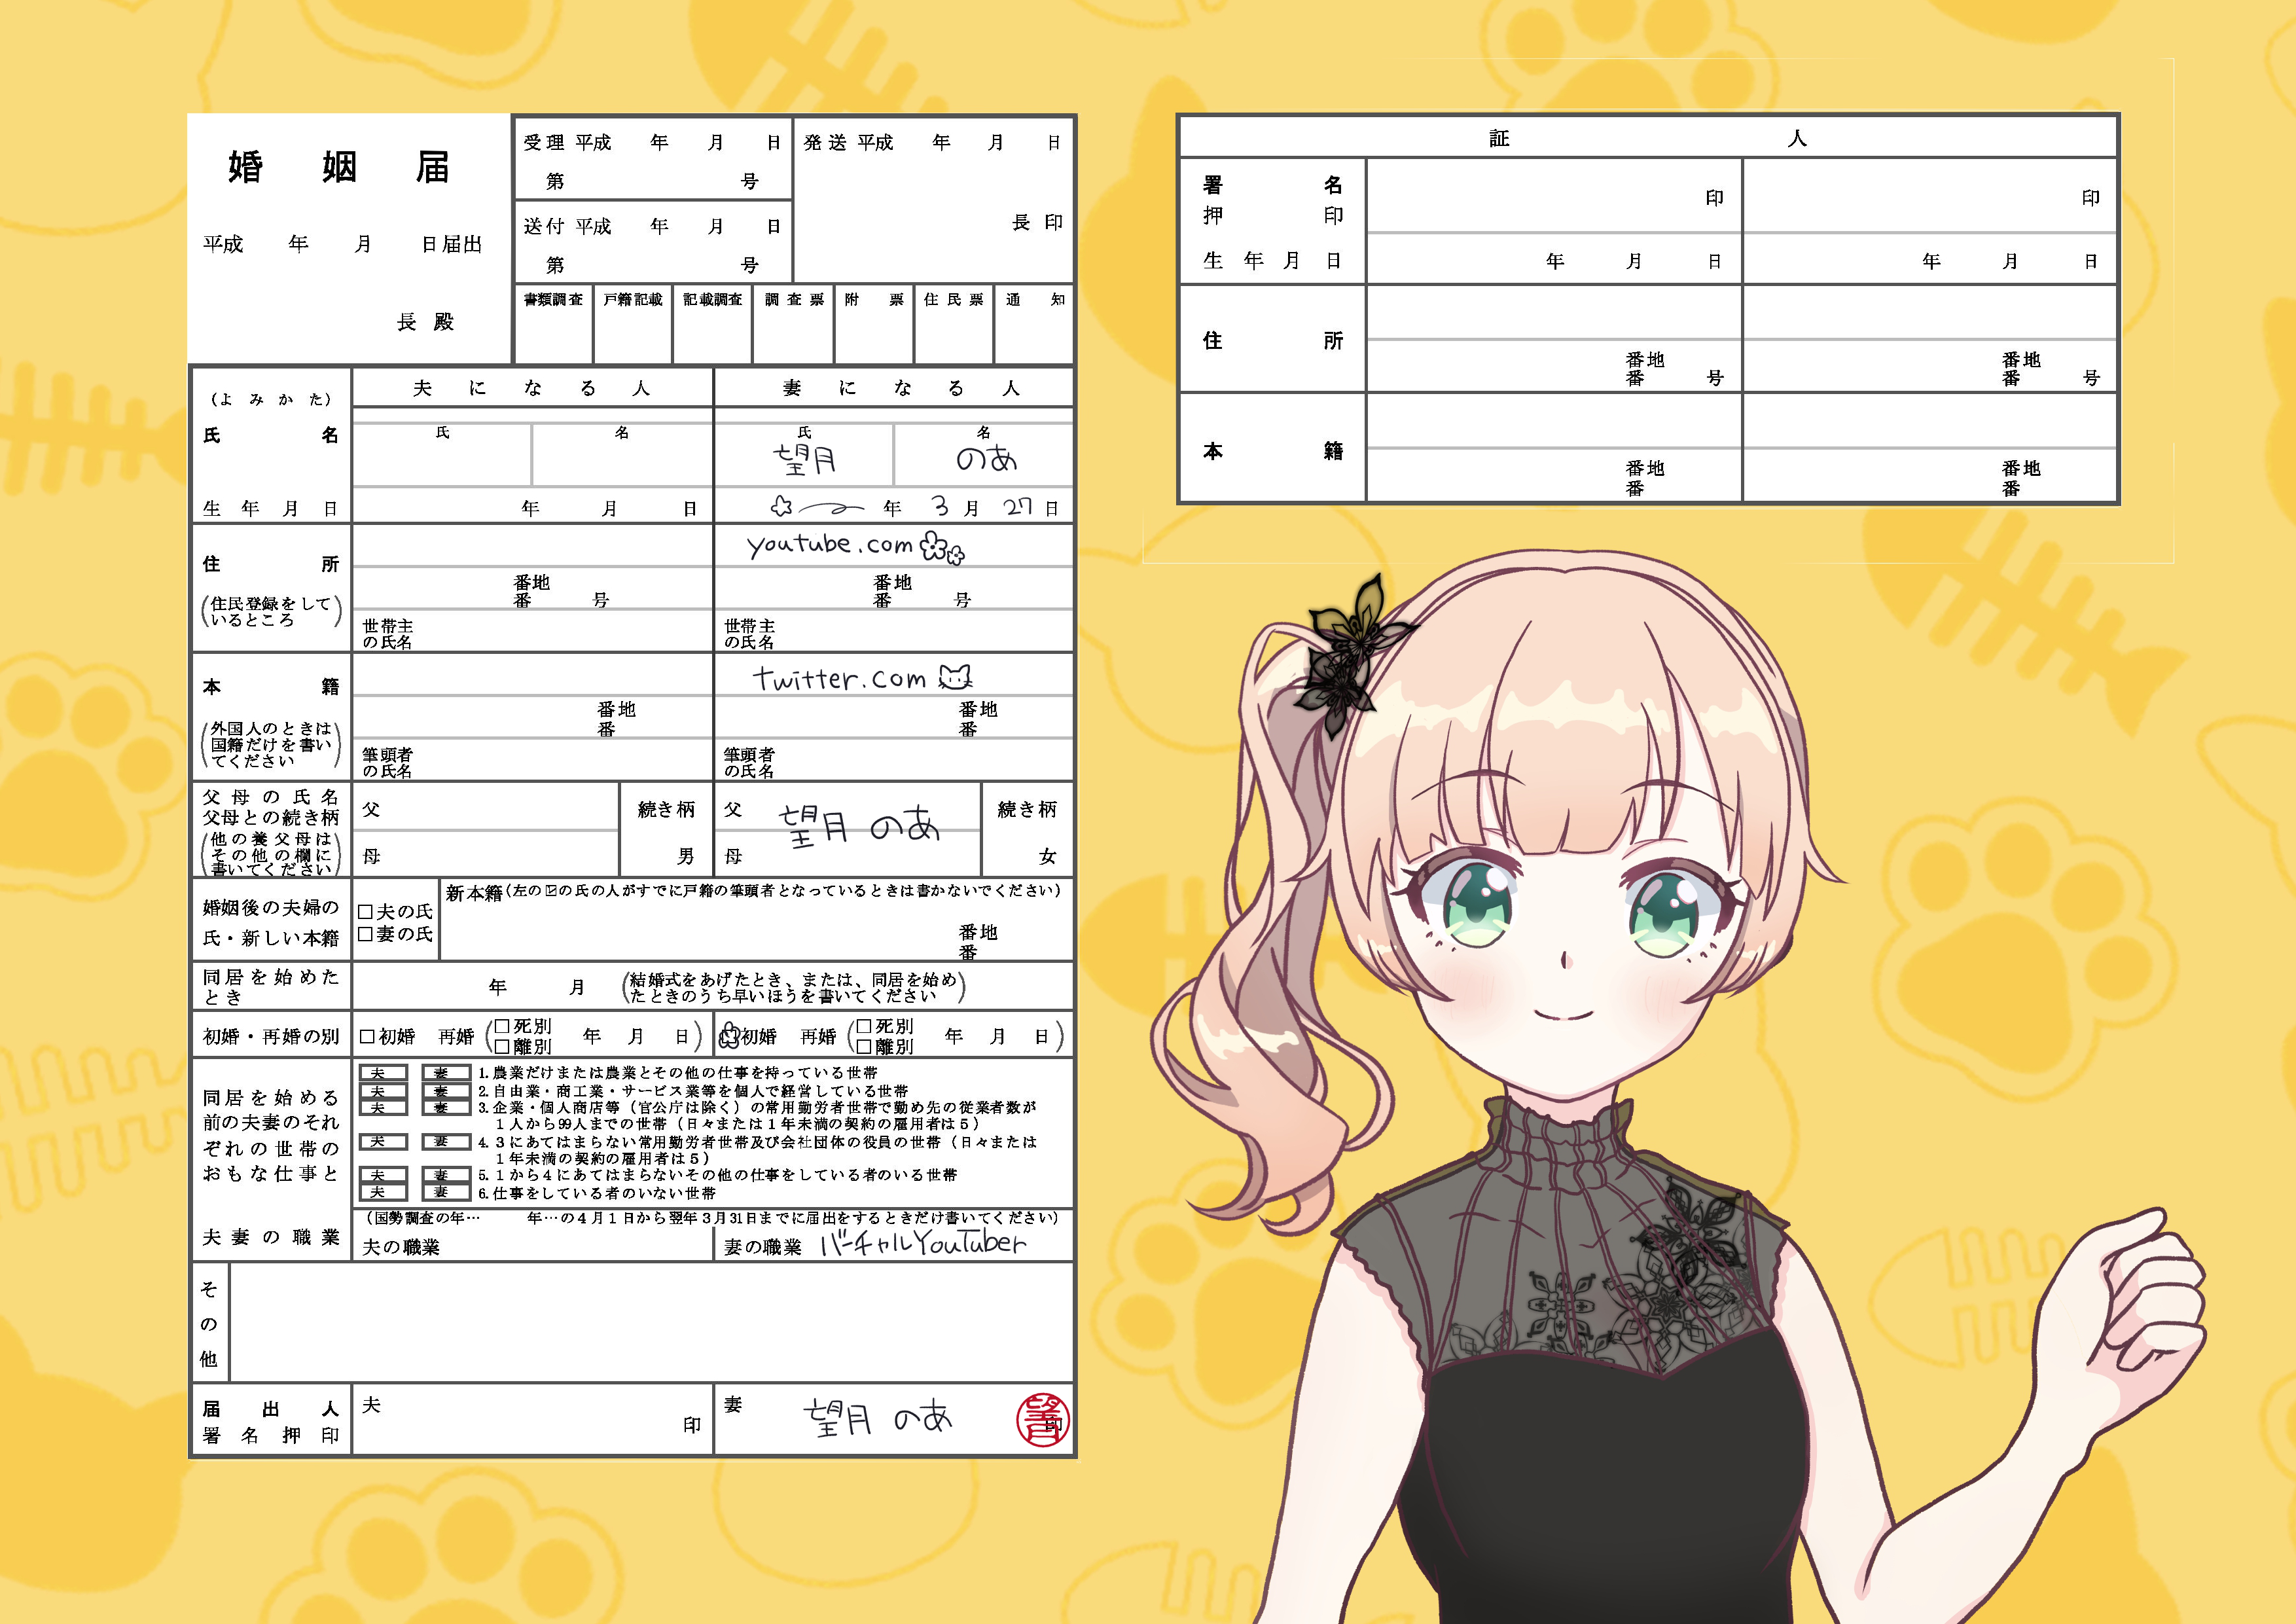 婚姻届
平成 年 月 日届出
長 殿
受理 平成 年 月 日
第 号
送付 平成 年 月 日
第 号
発送 平成 年 月 日
長 印
書類調査 戸籍記載 記載調査 調査票 附票 住民票 通知
(よみかた)
氏名
生年月日
夫になる人
妻になる人
氏 名
氏 名
望月 のあ
年 月 日
年 3月 27日
住所
(住民登録をして
いるところ)
youtube.com
番地
番 号
番地
番 号
世帯主
の氏名
世帯主
の氏名
本籍
(外国人のときは
国籍だけを書い
てください)
twitter.com
番地
番
番地
番
筆頭者
の氏名
筆頭者
の氏名
父母の氏名
父母との続き柄
(他の養父母は
その他の欄に
書いてください)
父
母
続き柄
男
父
母
望月 のあ
続き柄
女
婚姻後の夫婦の
氏・新しい本籍
□夫の氏
□妻の氏
新本籍(左の☑の氏の人がすでに戸籍の筆頭者となっているときは書かないでください)
番地
番
同居を始めた
とき
年 月
(結婚式をあげたとき、または、同居を始め
たときのうち早いほうを書いてください)
初婚・再婚の別
□初婚 再婚 (□死別 □離別 年 月 日)
初婚 再婚 (□死別 □離別 年 月 日)
同居を始める
前の夫妻のそれ
ぞれの世帯の
おもな仕事と
夫 妻 1.農業だけまたは農業とその他の仕事を持っている世帯
夫 妻 2.自由業・商工業・サービス業等を個人で経営している世帯
夫 妻 3.企業・個人商店等(官公庁は除く)の常用勤労者世帯で勤め先の従業者数が
1人から99人までの世帯(日々または1年未満の契約の雇用者は5)
夫 妻 4.3にあてはまらない常用勤労者世帯及び会社団体の役員の世帯(日々または
1年未満の契約の雇用者は5)
夫 妻 5.1から4にあてはまらないその他の仕事をしている者のいる世帯
夫 妻 6.仕事をしている者のいない世帯
夫妻の職業
(国勢調査の年… 年…の4月1日から翌年3月31日までに届出をするときだけ書いてください)
夫の職業
妻の職業 バーチャルYouTuber
その他
届出人
署名押印
夫 印
妻 望月 のあ 印
望月
証人
署名
押印
印
印
生年月日
年 月 日
年 月 日
住所
番地
番 号
番地
番 号
本籍
番地
番
番地
番